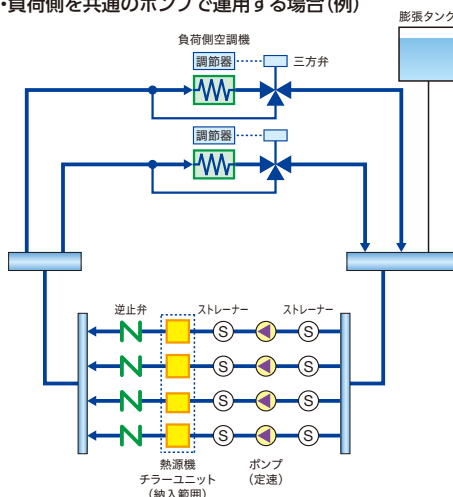 ・負荷側を共通のポンプで運用する場合(例)
膨張タンク
負荷側空調機
調節器
三方弁
調節器
逆止弁
ストレーナー
ストレーナー
S
S
S
S
S
S
S
S
熱源機
チラーユニット
(納入範囲)
ポンプ
(定速)